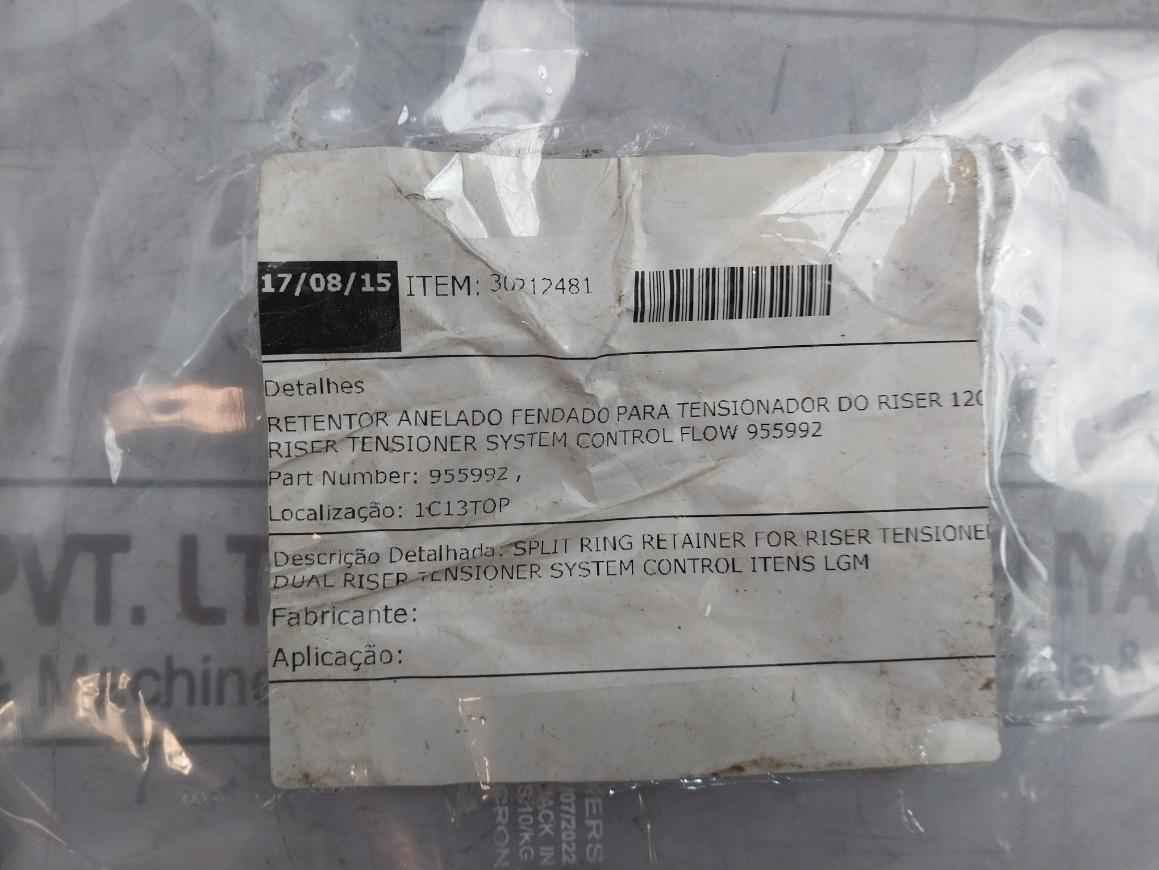 17/08/15 ITEM: 30212481
Detalhes
RETENTOR ANELADO FENDADO PARA TENSIONADOR DO RISER 120
RISER TENSIONER SYSTEM CONTROL FLOW 955992
Part Number: 955992 ,
Localização: 1C13TOP
Descrição Detalhada: SPLIT RING RETAINER FOR RISER TENSIONER
DUAL RISER TENSIONER SYSTEM CONTROL ITENS LGM
Fabricante:
Aplicação:
PVT. LT
& Machine
&
07/2022